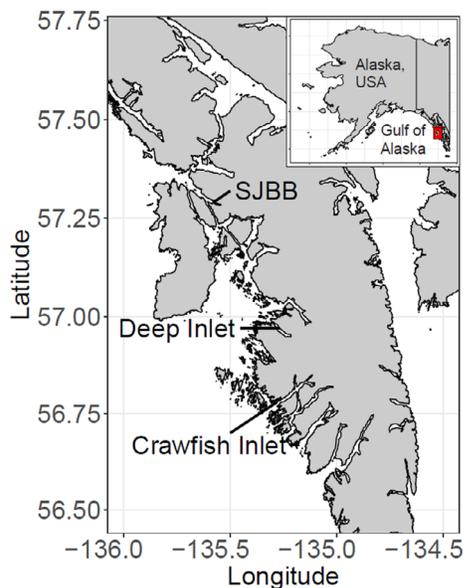 57.75
57.50
57.25
57.00
56.75
56.50
Latitude
Alaska,
USA
Gulf of
Alaska
SJBB
Deep Inlet
Crawfish Inlet
−136.0 −135.5 −135.0 −134.5
Longitude